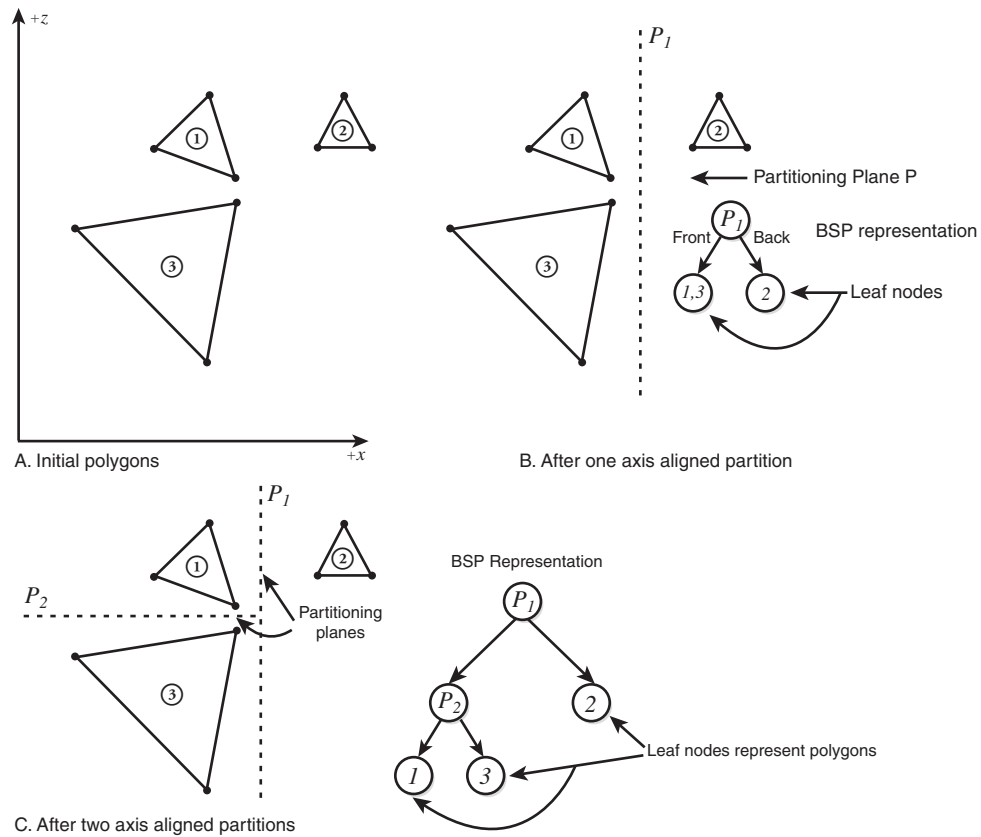 +z
P1
1
2
1
2
Partitioning Plane P
P1
Front
Back
BSP representation
3
3
1,3
2
Leaf nodes
+x
A. Initial polygons
B. After one axis aligned partition
P1
1
2
BSP Representation
P2
Partitioning
planes
P1
3
P2
2
Leaf nodes represent polygons
1
3
C. After two axis aligned partitions